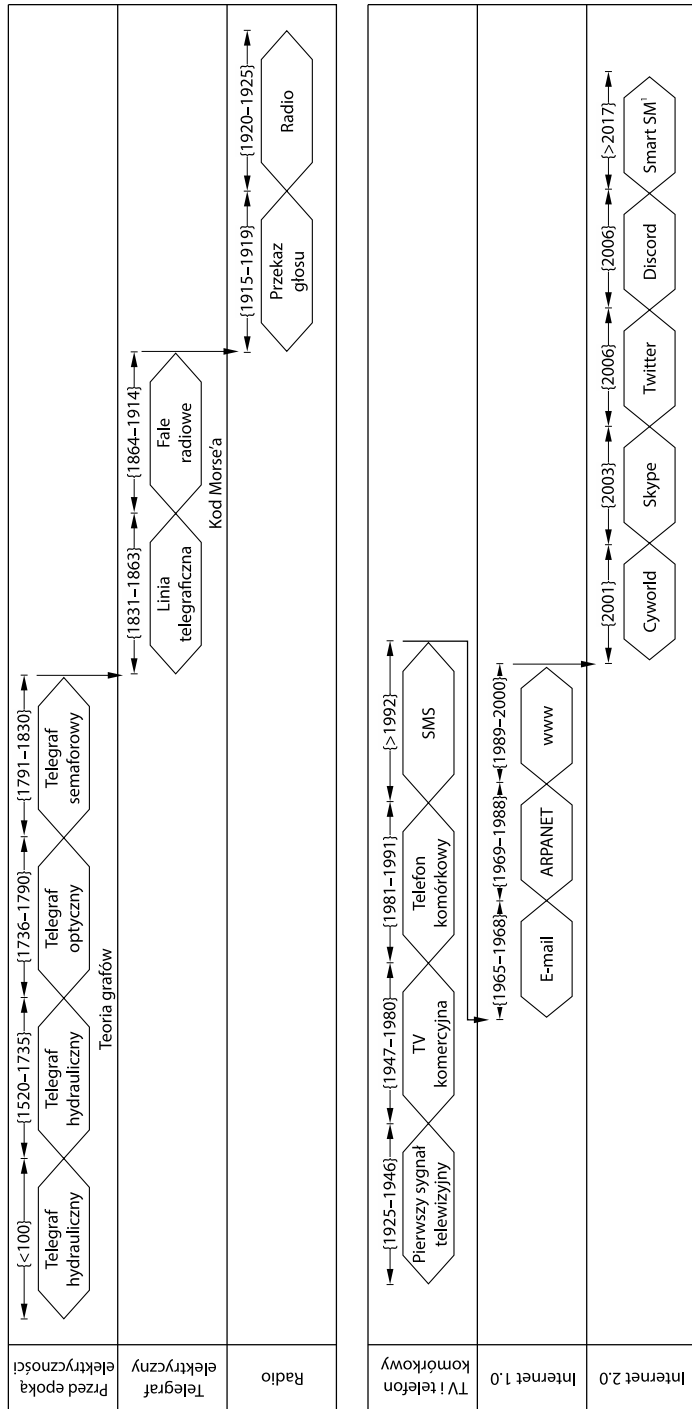 Przed epoką
elektryczności
{<100}
Telegraf
hydrauliczny
{1520–1735}
Telegraf
hydrauliczny
{1736–1790}
Telegraf
optyczny
{1791–1830}
Telegraf
semaforowy
Teoria grafów
Telegraf
elektryczny
{1831–1863}
Linia
telegraficzna
{1864–1914}
Fale
radiowe
Kod Morse'a
Radio
{1915–1919}
Przekaz
głosu
{1920–1925}
Radio
TV i telefon
komórkowy
{1925–1946}
Pierwszy sygnał
telewizyjny
{1947–1980}
TV
komercyjna
{1981–1991}
Telefon
komórkowy
{>1992}
SMS
Internet 1.0
{1965–1968}
E-mail
{1969–1988}
ARPANET
{1989–2000}
www
Internet 2.0
{2001}
Cyworld
{2003}
Skype
{2006}
Twitter
{2006}
Discord
{>2017}
Smart SM¹